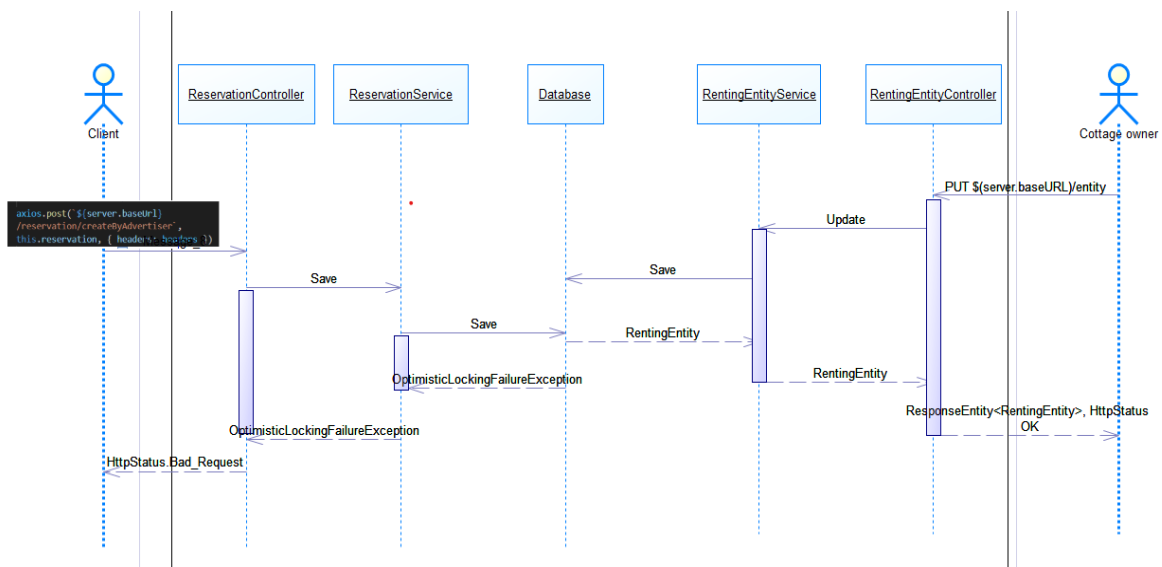 ReservationController
ReservationService
Database
RentingEntityService
RentingEntityController
Client
Cottage owner
PUT $(server.baseURL)/entity
axios.post(`${server.baseUrl}
/reservation/createByAdvertiser`,
this.reservation, { headers: headers })
Update
Save
Save
Save
RentingEntity
RentingEntity
OptimisticLockingFailureException
ResponseEntity<RentingEntity>, HttpStatus
OK
OptimisticLockingFailureException
HttpStatus.Bad_Request